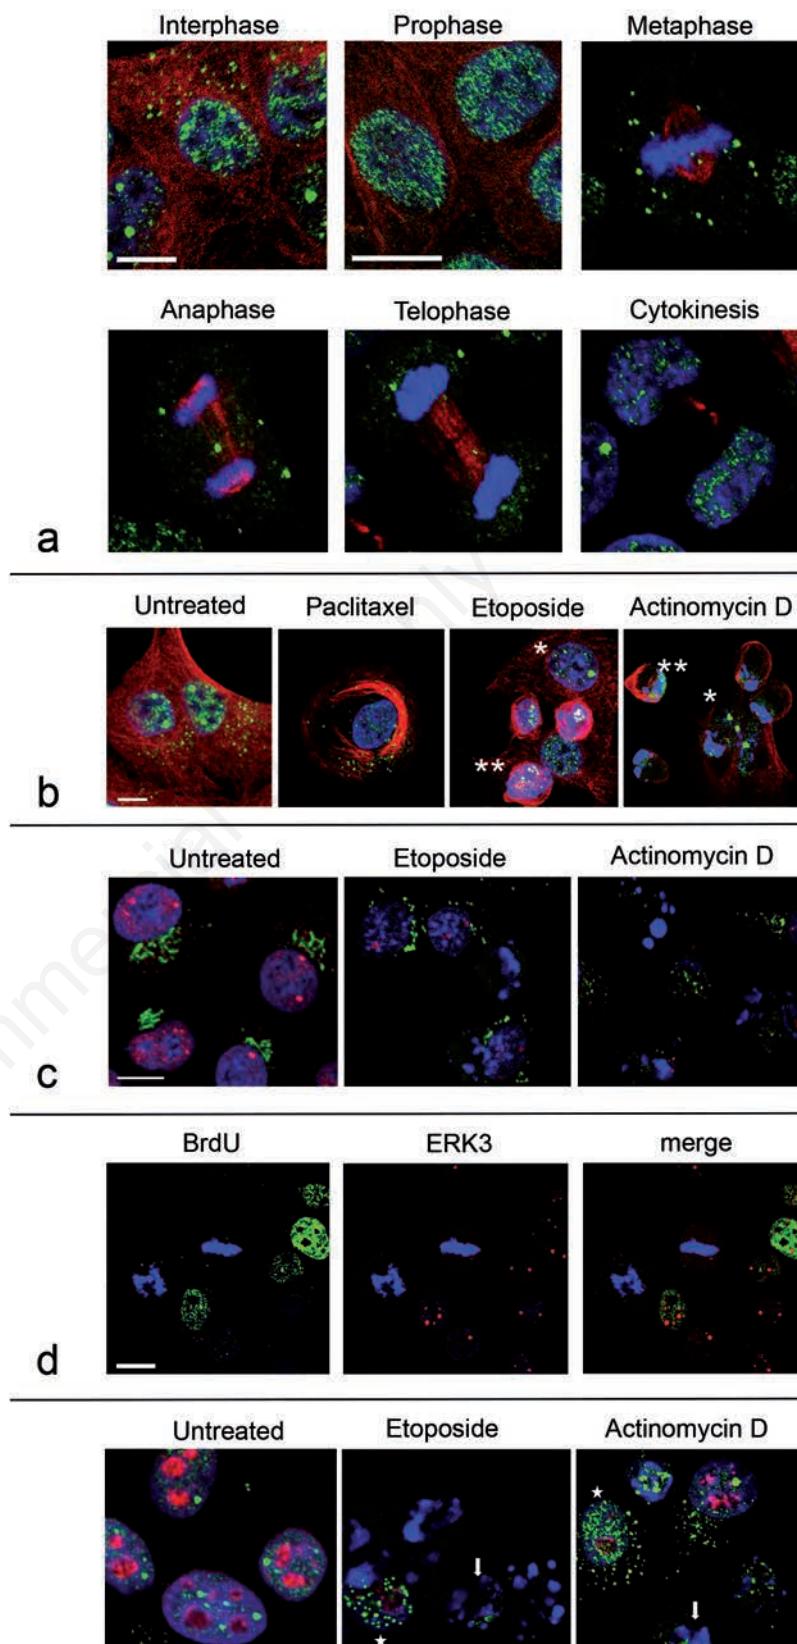 Interphase Prophase Metaphase
Anaphase Telophase Cytokinesis
a
Untreated Paclitaxel Etoposide Actinomycin D
* ** ** *
b
Untreated Etoposide Actinomycin D
c
BrdU ERK3 merge
d
Untreated Etoposide Actinomycin D